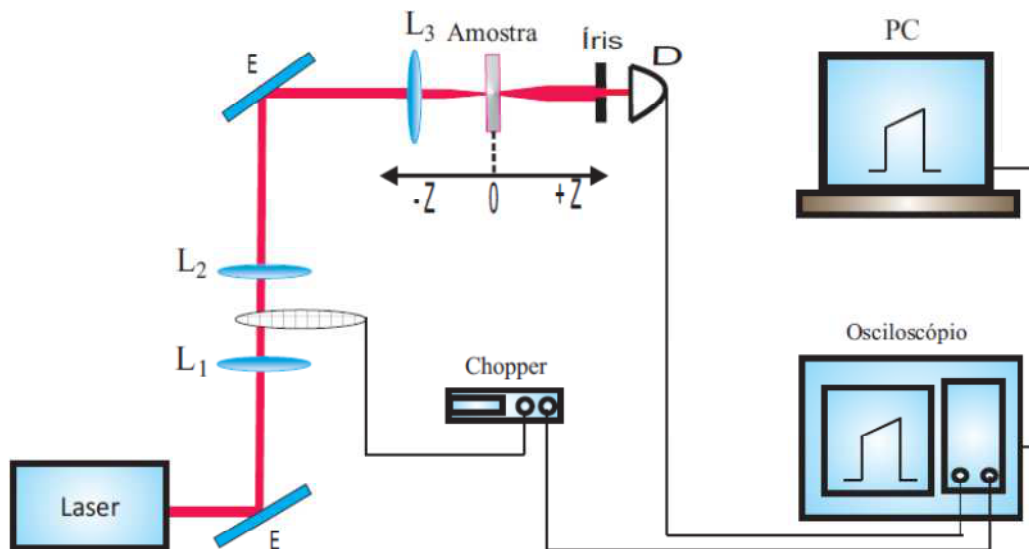 L3 Amostra Íris D
E
-Z 0 +Z
PC
L2
L1
Chopper
Osciloscópio
Laser
E